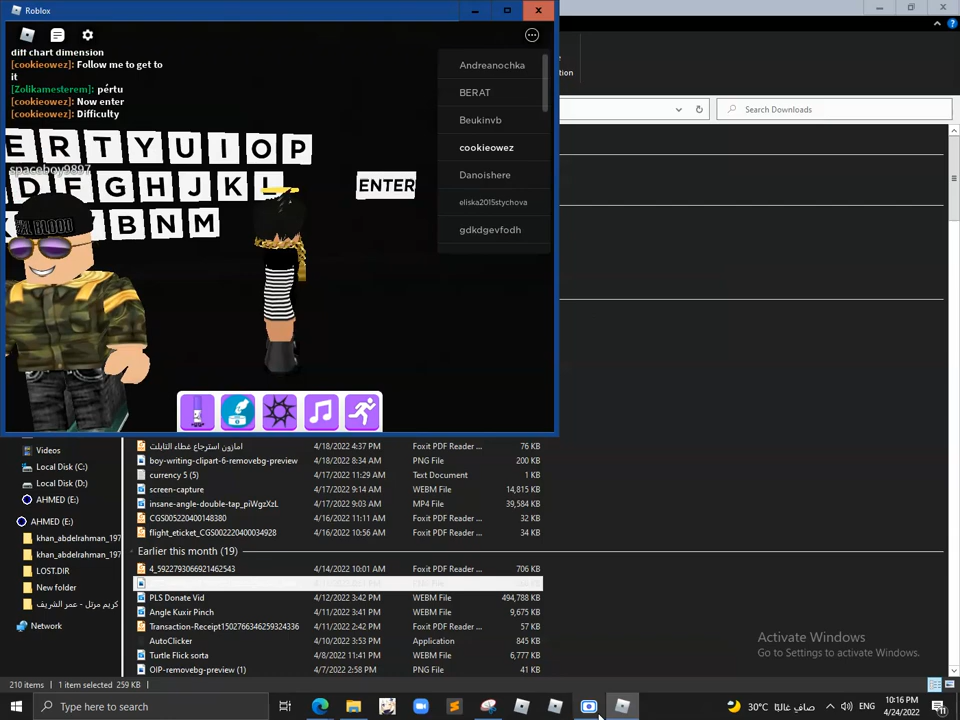 Roblox
diff chart dimension
[cookieowez]: Follow me to get to
it
[Zolikamesterem]: pértu
[cookieowez]: Now enter
[cookieowez]: Difficulty
Andreanochka
BERAT
Beukinvb
cookieowez
Danoishere
eliska2015stychova
gdkdgevfodh
E R T Y U I O P
spaceboy9897
D F G H J K L ENTER
B N M
BLOOD
Search Downloads
Videos
Local Disk (C:)
Local Disk (D:)
AHMED (E:)
AHMED (E:)
khan_abdelrahman_197
khan_abdelrahman_197
LOST.DIR
New folder
كريم مرتل - عمر الشريف
Network
امازون استرجاع غطاء التابلت 4/18/2022 4:37 PM Foxit PDF Reader ... 76 KB
boy-writing-clipart-6-removebg-preview 4/18/2022 8:34 AM PNG File 200 KB
currency 5 (5) 4/17/2022 11:29 AM Text Document 1 KB
screen-capture 4/17/2022 9:14 AM WEBM File 14,815 KB
insane-angle-double-tap_piWgzXzL 4/17/2022 9:03 AM MP4 File 39,584 KB
CGS005220400148380 4/16/2022 11:11 AM Foxit PDF Reader ... 32 KB
flight_eticket_CGS002220400034928 4/16/2022 10:56 AM Foxit PDF Reader ... 34 KB
Earlier this month (19)
4_5922793066921462543 4/14/2022 10:01 AM Foxit PDF Reader ... 706 KB
PLS Donate Vid 4/12/2022 3:42 PM WEBM File 494,788 KB
Angle Kuxir Pinch 4/11/2022 3:41 PM WEBM File 9,675 KB
Transaction-Receipt1502766346259324336 4/11/2022 2:42 PM Foxit PDF Reader ... 57 KB
AutoClicker 4/10/2022 3:53 PM Application 845 KB
Turtle Flick sorta 4/8/2022 11:41 PM WEBM File 6,777 KB
OIP-removebg-preview (1) 4/7/2022 2:58 PM PNG File 41 KB
Activate Windows
Go to Settings to activate Windows.
210 items 1 item selected 259 KB
Type here to search
30°C صافٍ غالبًا
ENG
10:16 PM
4/24/2022
11